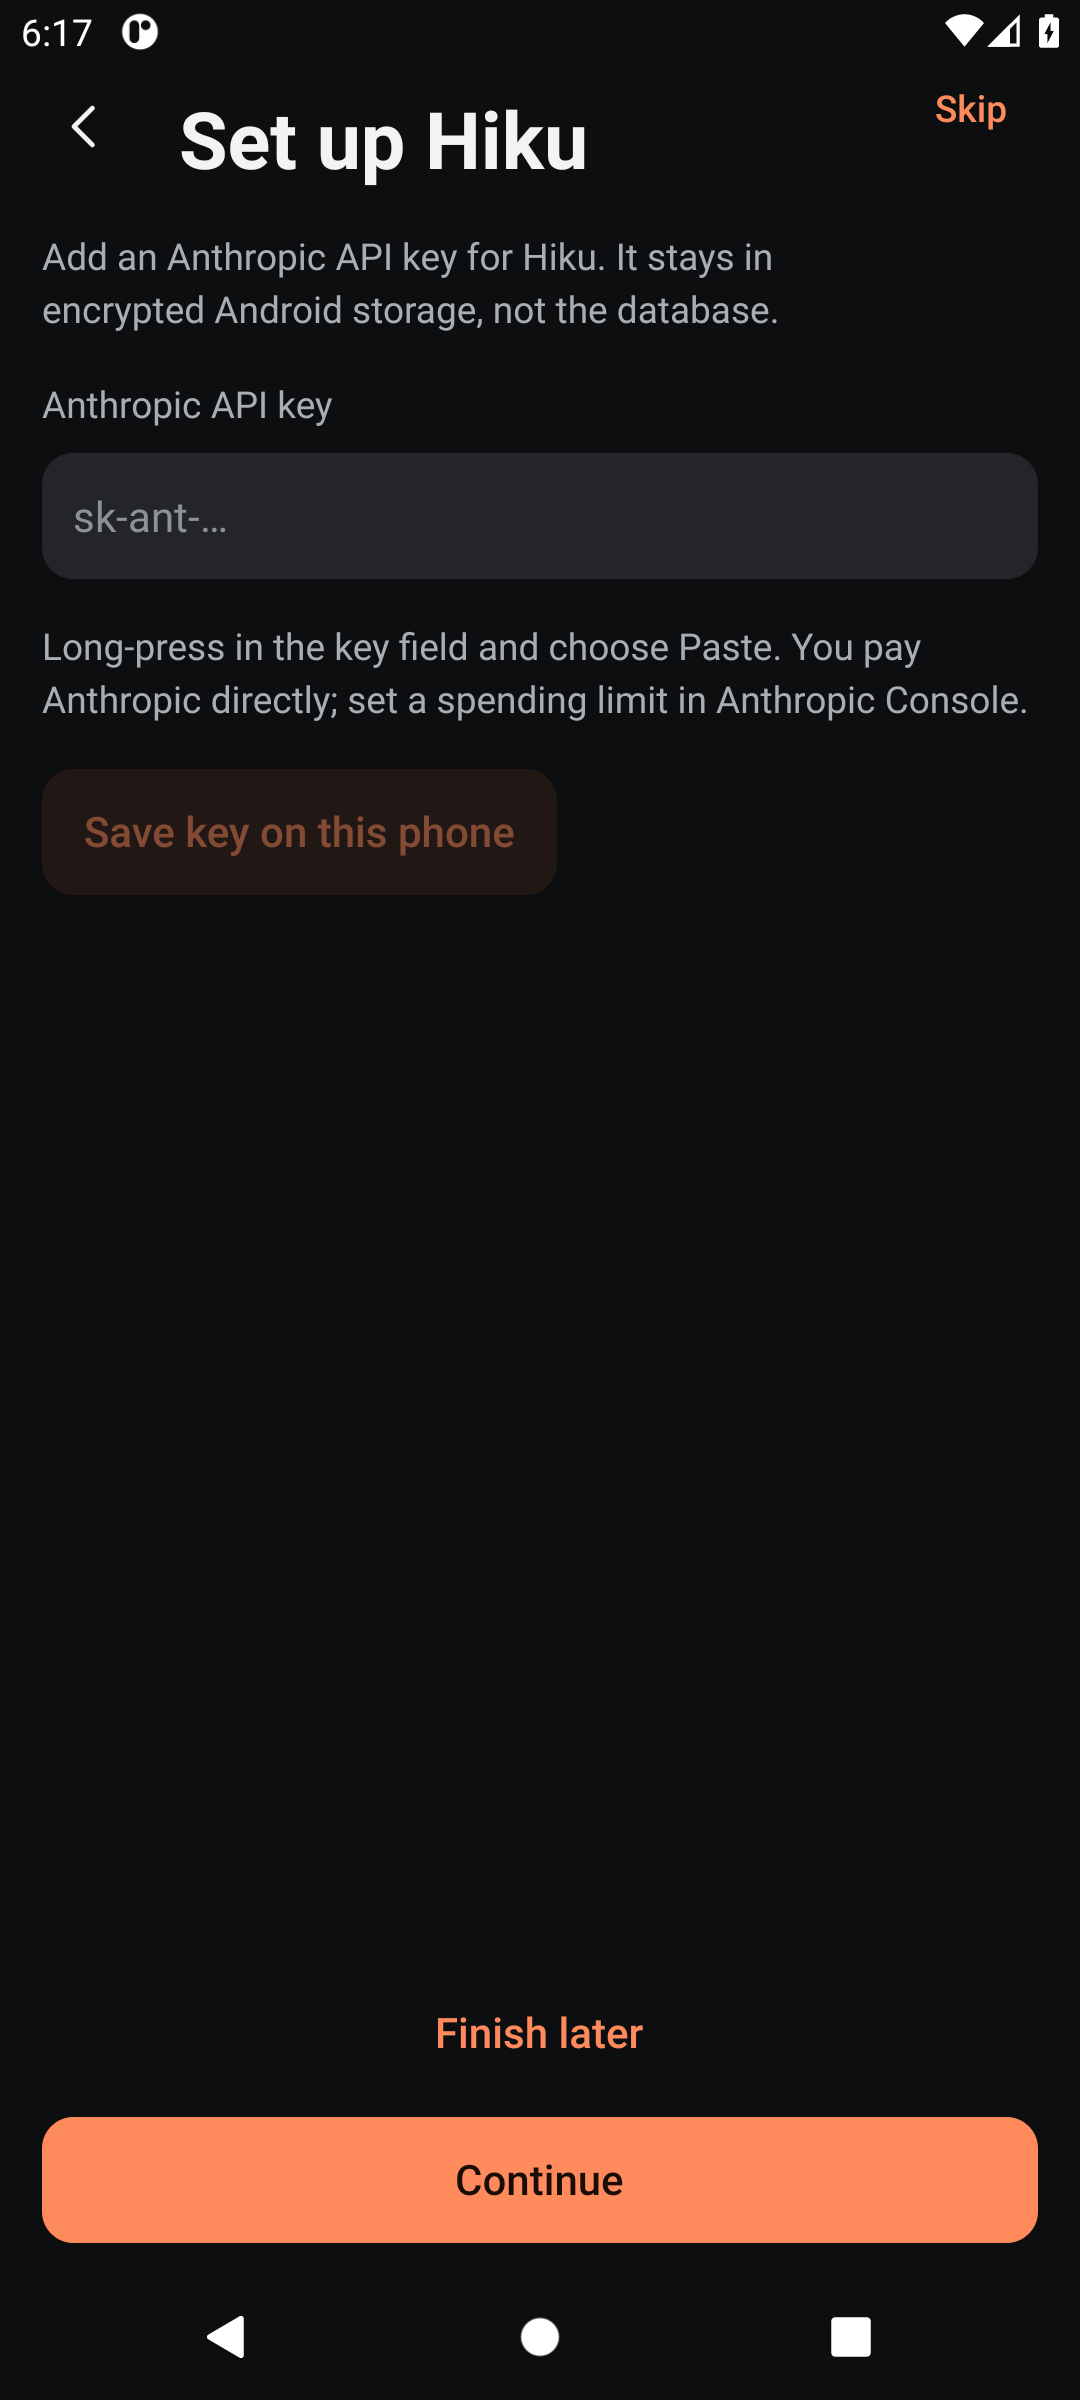 6:17
Set up Hiku
Skip
Add an Anthropic API key for Hiku. It stays in
encrypted Android storage, not the database.
Anthropic API key
sk-ant-…
Long-press in the key field and choose Paste. You pay
Anthropic directly; set a spending limit in Anthropic Console.
Save key on this phone
Finish later
Continue